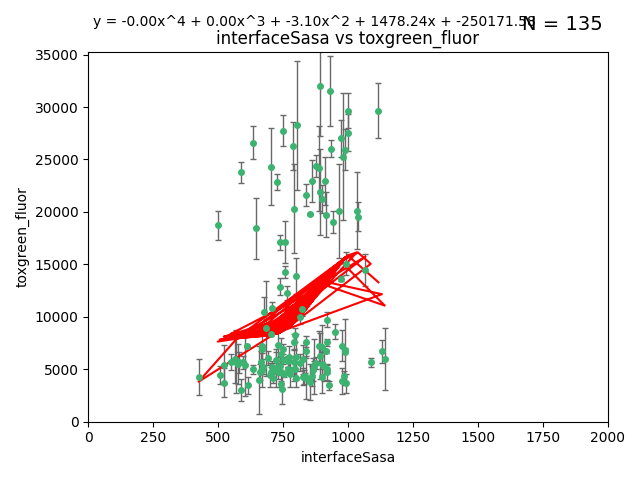 y = -0.00x^4 + 0.00x^3 + -3.10x^2 + 1478.24x + -250171.58
N = 135
interfaceSasa vs toxgreen_fluor
35000
30000
25000
20000
15000
10000
5000
0
toxgreen_fluor
0 250 500 750 1000 1250 1500 1750 2000
interfaceSasa